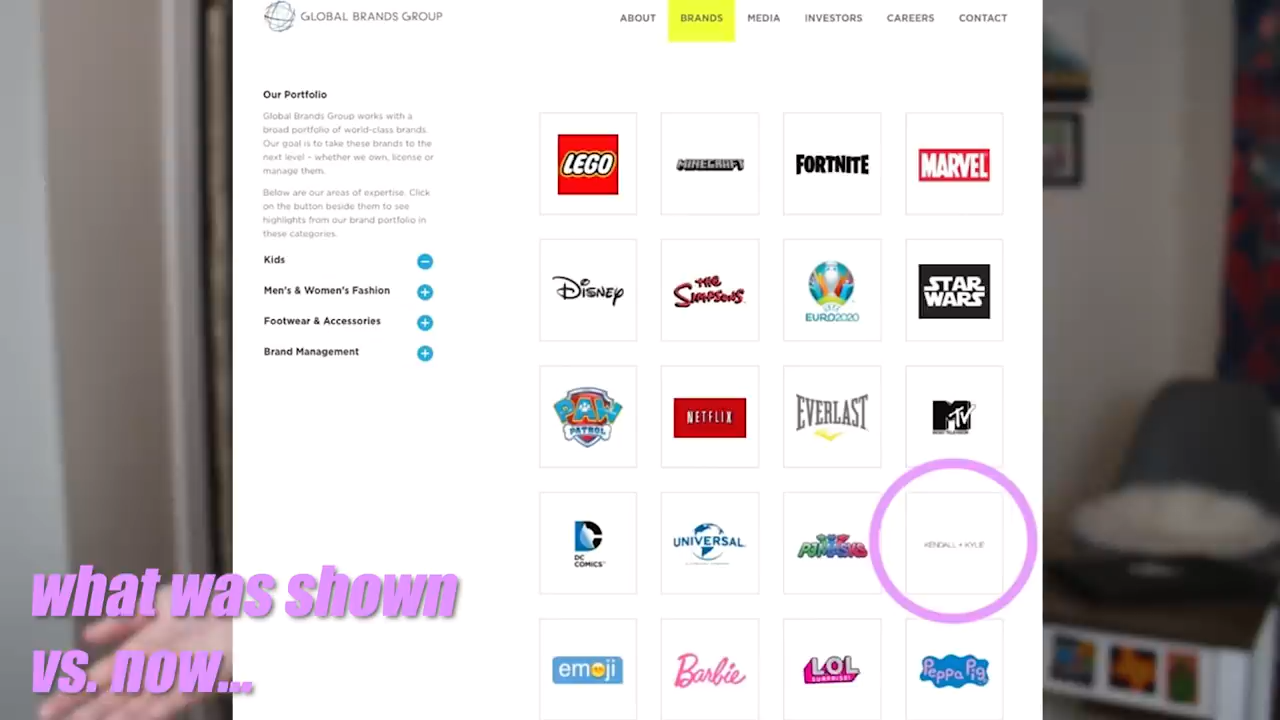 GLOBAL BRANDS GROUP
ABOUT
BRANDS
MEDIA
INVESTORS
CAREERS
CONTACT
Our Portfolio
Global Brands Group works with a
broad portfolio of world-class brands.
Our goal is to take these brands to the
next level – whether we own, license or
manage them.
Below are our areas of expertise. Click
on the button beside them to see
highlights from our brand portfolio in
these categories.
Kids
Men's & Women's Fashion
Footwear & Accessories
Brand Management
LEGO
MINECRAFT
FORTNITE
MARVEL
DISNEY
THE
SIMPSONS
EURO2020
STAR
WARS
PAW
PATROL
NETFLIX
EVERLAST
MTV
MUSIC TELEVISION
DC
COMICS™
UNIVERSAL
PJMASKS
KENDALL + KYLIE
emoji
Barbie
LOL
SURPRISE!
Peppa Pig
what was shown
vs. now...